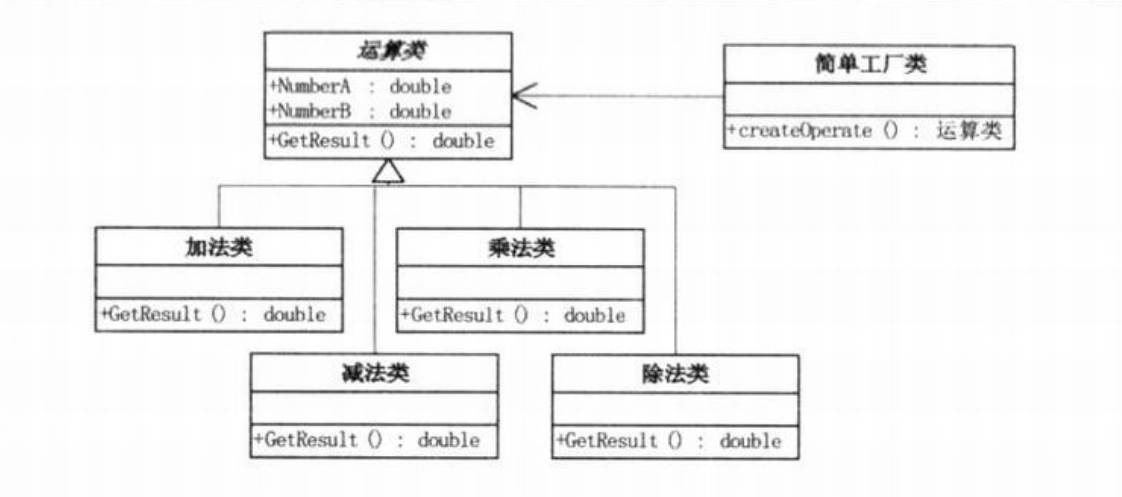 运算类
+NumberA : double
+NumberB : double
+GetResult () : double
简单工厂类
+createOperate () : 运算类
加法类
+GetResult () : double
乘法类
+GetResult () : double
减法类
+GetResult () : double
除法类
+GetResult () : double